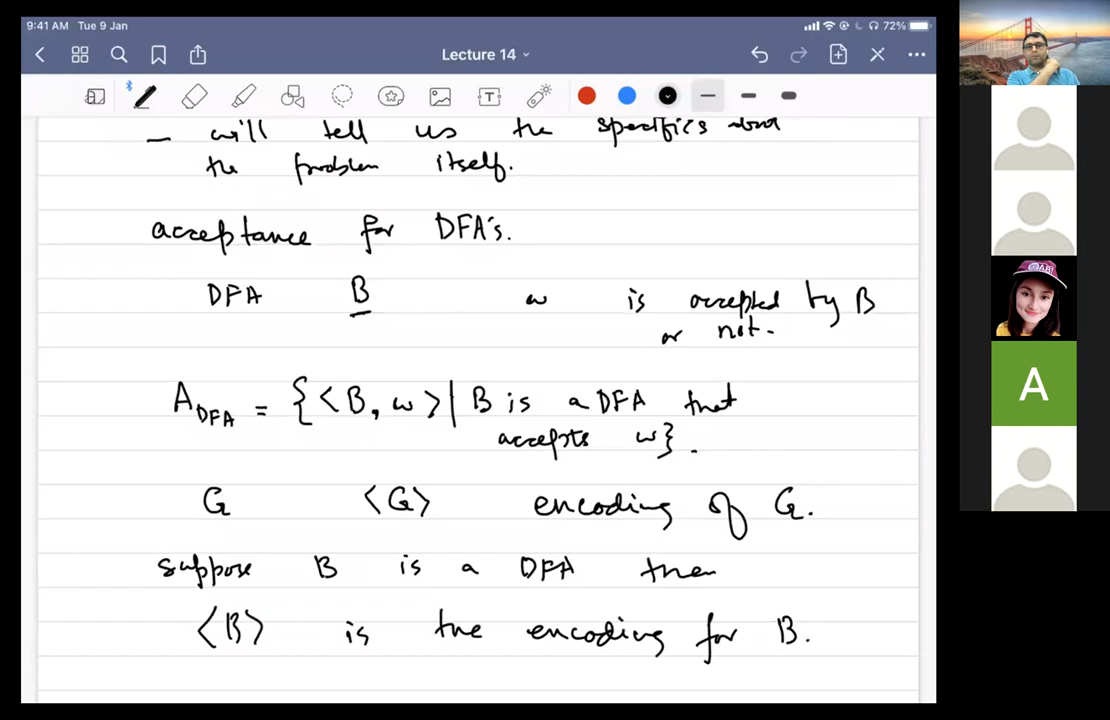 9:41 AM Tue 9 Jan
72%
Lecture 14
— will tell us the specifics about
the problem itself.
acceptance for DFA's.
DFA B w is accepted by B
or not.
A_DFA = {<B, w> | B is a DFA that
accepts w}.
G <G> encoding of G.
suppose B is a DFA then
<B> is the encoding for B.
A